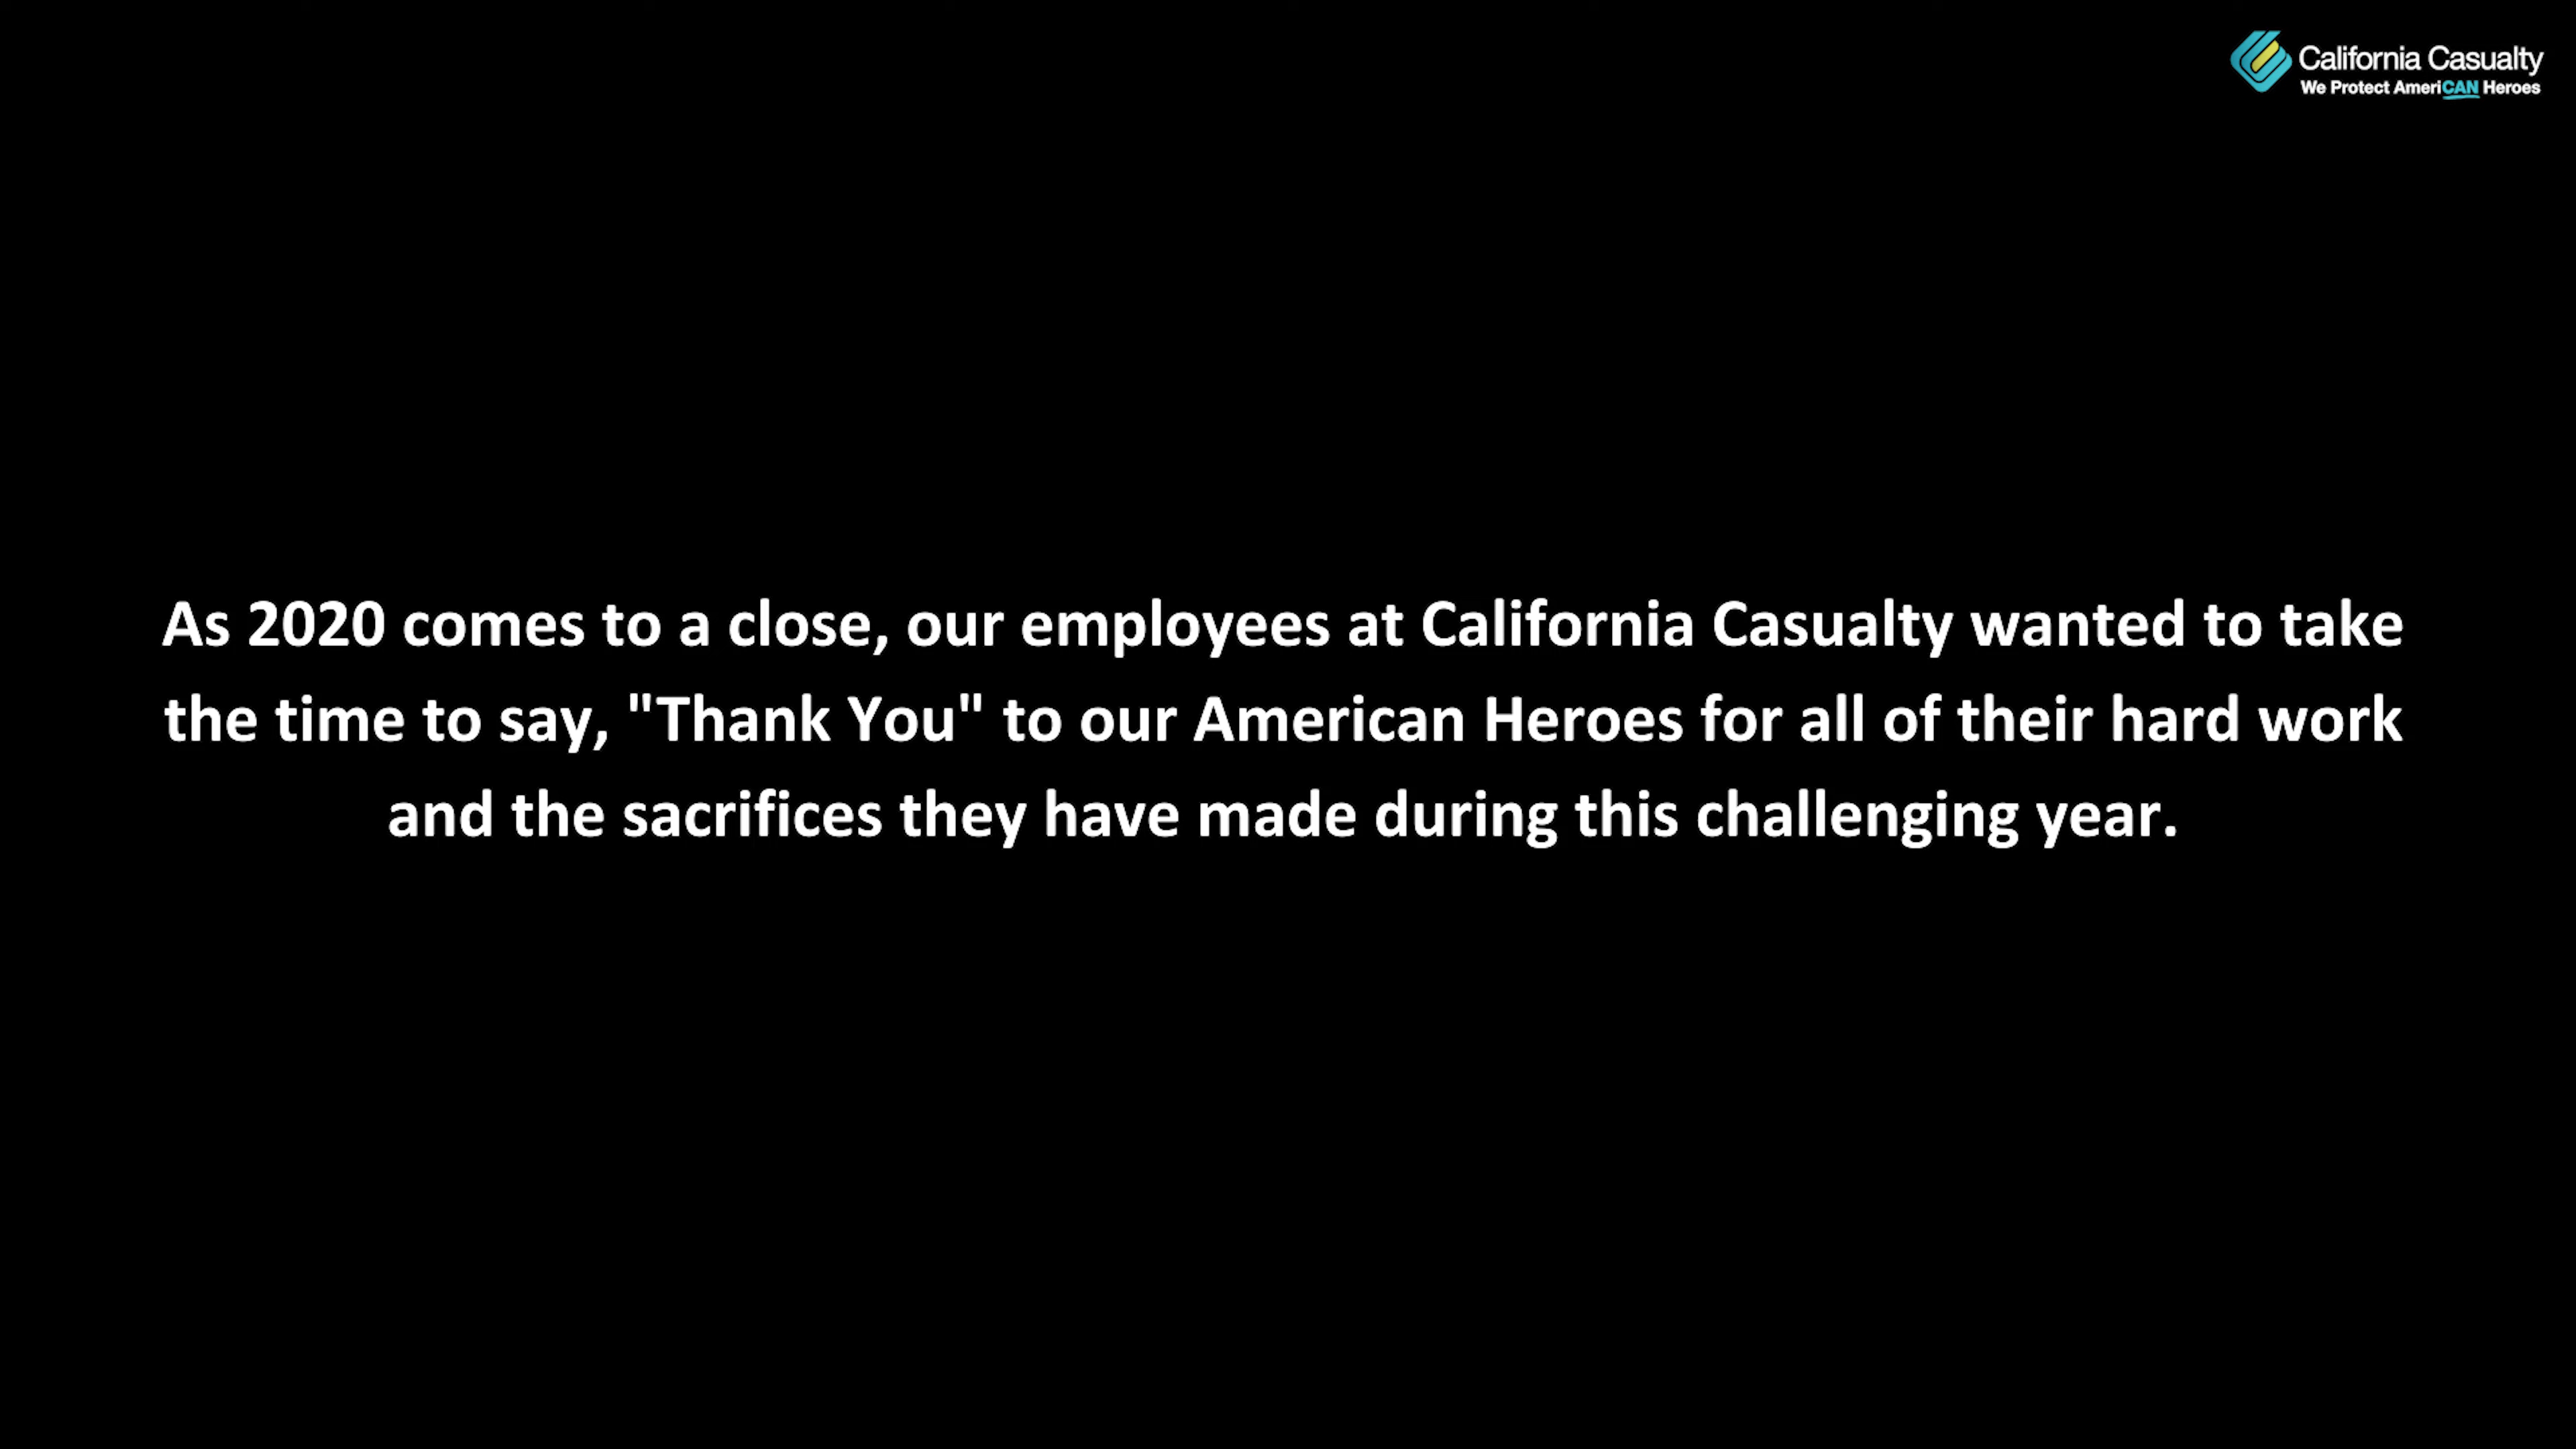 California Casualty
We Protect AmeriCAN Heroes
As 2020 comes to a close, our employees at California Casualty wanted to take
the time to say, "Thank You" to our American Heroes for all of their hard work
and the sacrifices they have made during this challenging year.